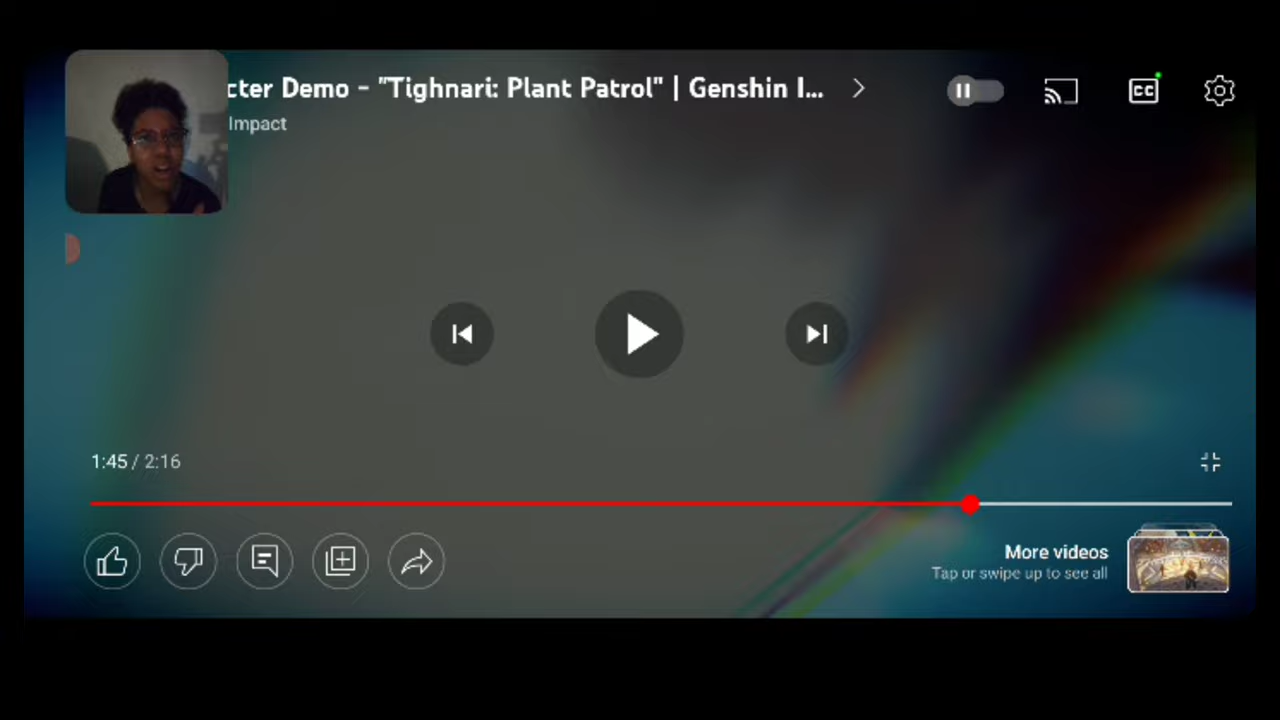 cter Demo - "Tighnari: Plant Patrol" | Genshin I...
Impact
CC
1:45 / 2:16
More videos
Tap or swipe up to see all